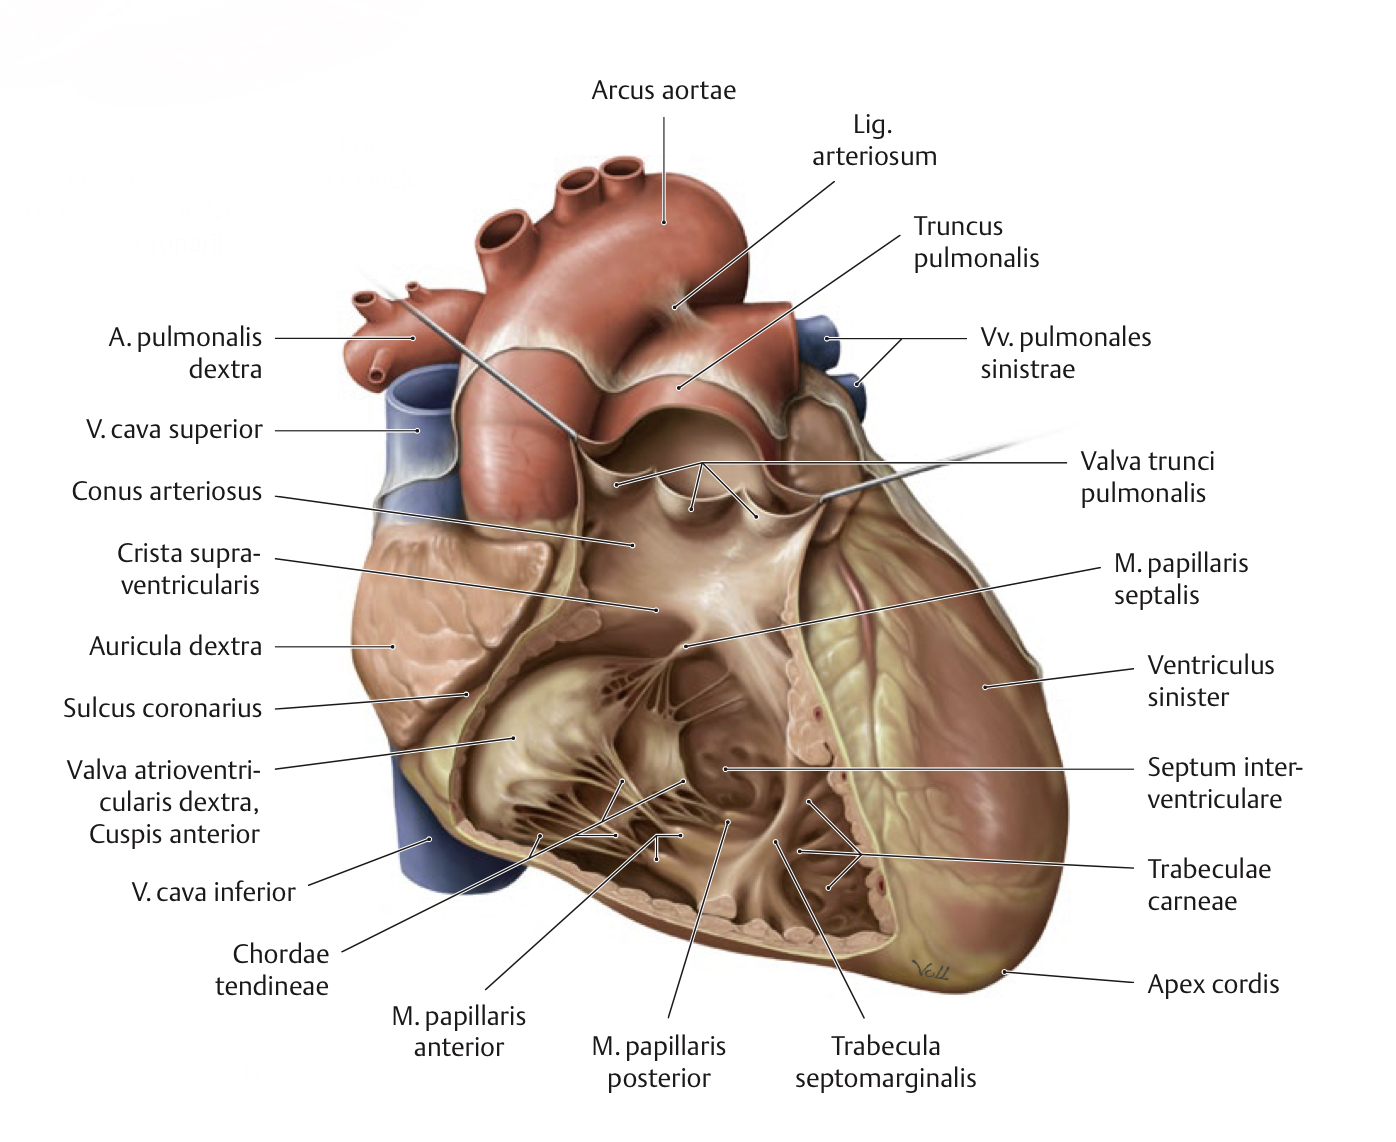 Arcus aortae
Lig.
arteriosum
Truncus
pulmonalis
A. pulmonalis
dextra
Vv. pulmonales
sinistrae
V. cava superior
Valva trunci
pulmonalis
Conus arteriosus
Crista supra-
ventricularis
M. papillaris
septalis
Auricula dextra
Ventriculus
sinister
Sulcus coronarius
Valva atrioventri-
cularis dextra,
Cuspis anterior
Septum inter-
ventriculare
V. cava inferior
Trabeculae
carneae
Chordae
tendineae
Voll
Apex cordis
M. papillaris
anterior
M. papillaris
posterior
Trabecula
septomarginalis